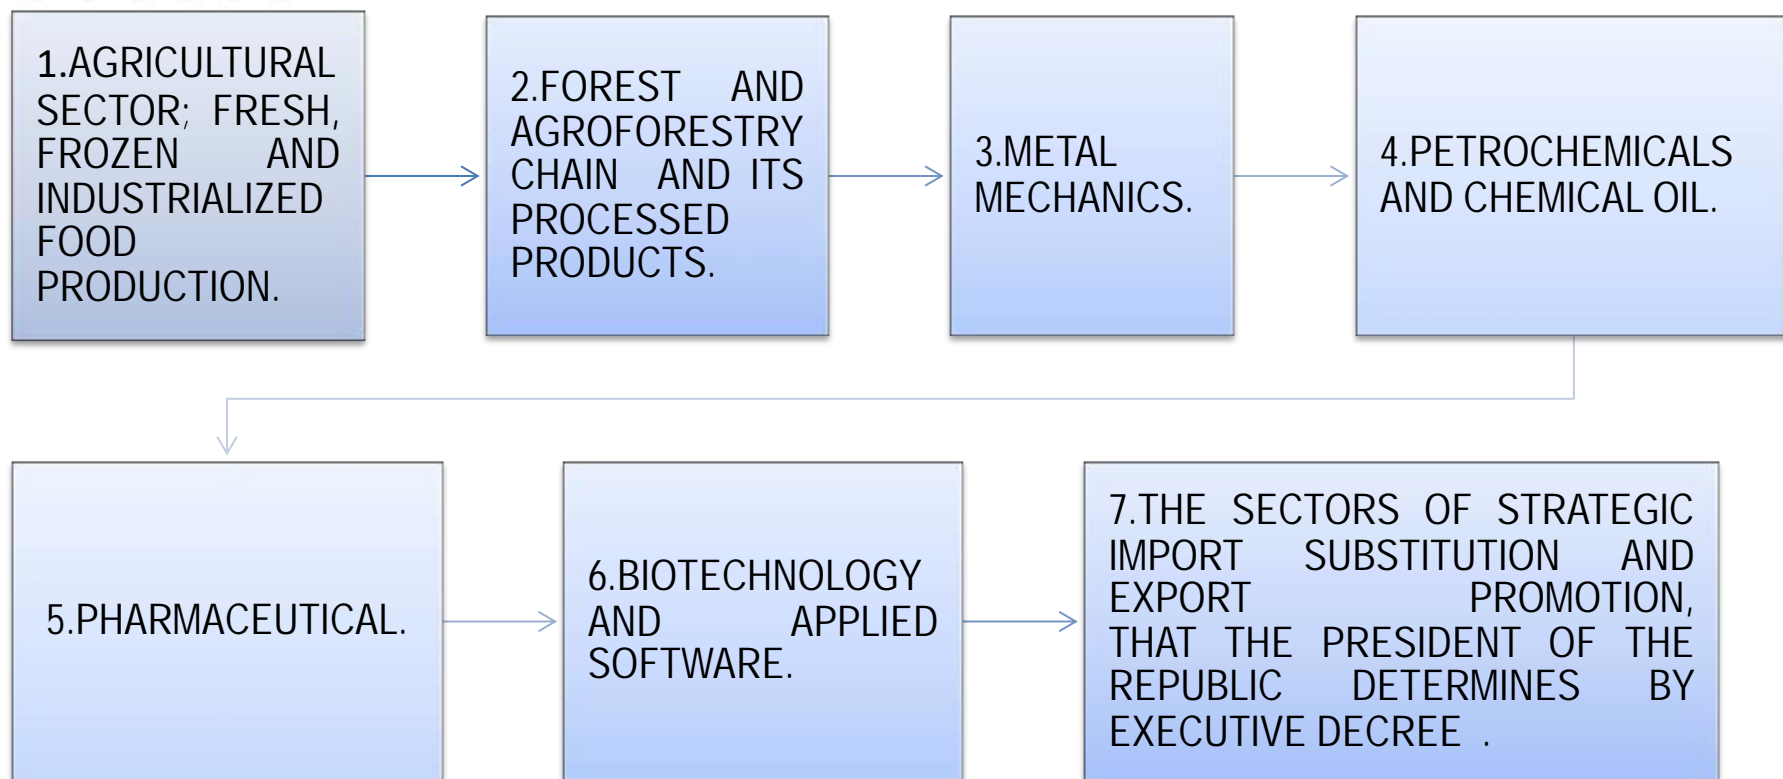 1.AGRICULTURAL
SECTOR; FRESH,
FROZEN AND
INDUSTRIALIZED
FOOD
PRODUCTION.
2.FOREST AND
AGROFORESTRY
CHAIN AND ITS
PROCESSED
PRODUCTS.
3.METAL
MECHANICS.
4.PETROCHEMICALS
AND CHEMICAL OIL.
5.PHARMACEUTICAL.
6.BIOTECHNOLOGY
AND APPLIED
SOFTWARE.
7.THE SECTORS OF STRATEGIC
IMPORT SUBSTITUTION AND
EXPORT PROMOTION,
THAT THE PRESIDENT OF THE
REPUBLIC DETERMINES BY
EXECUTIVE DECREE .